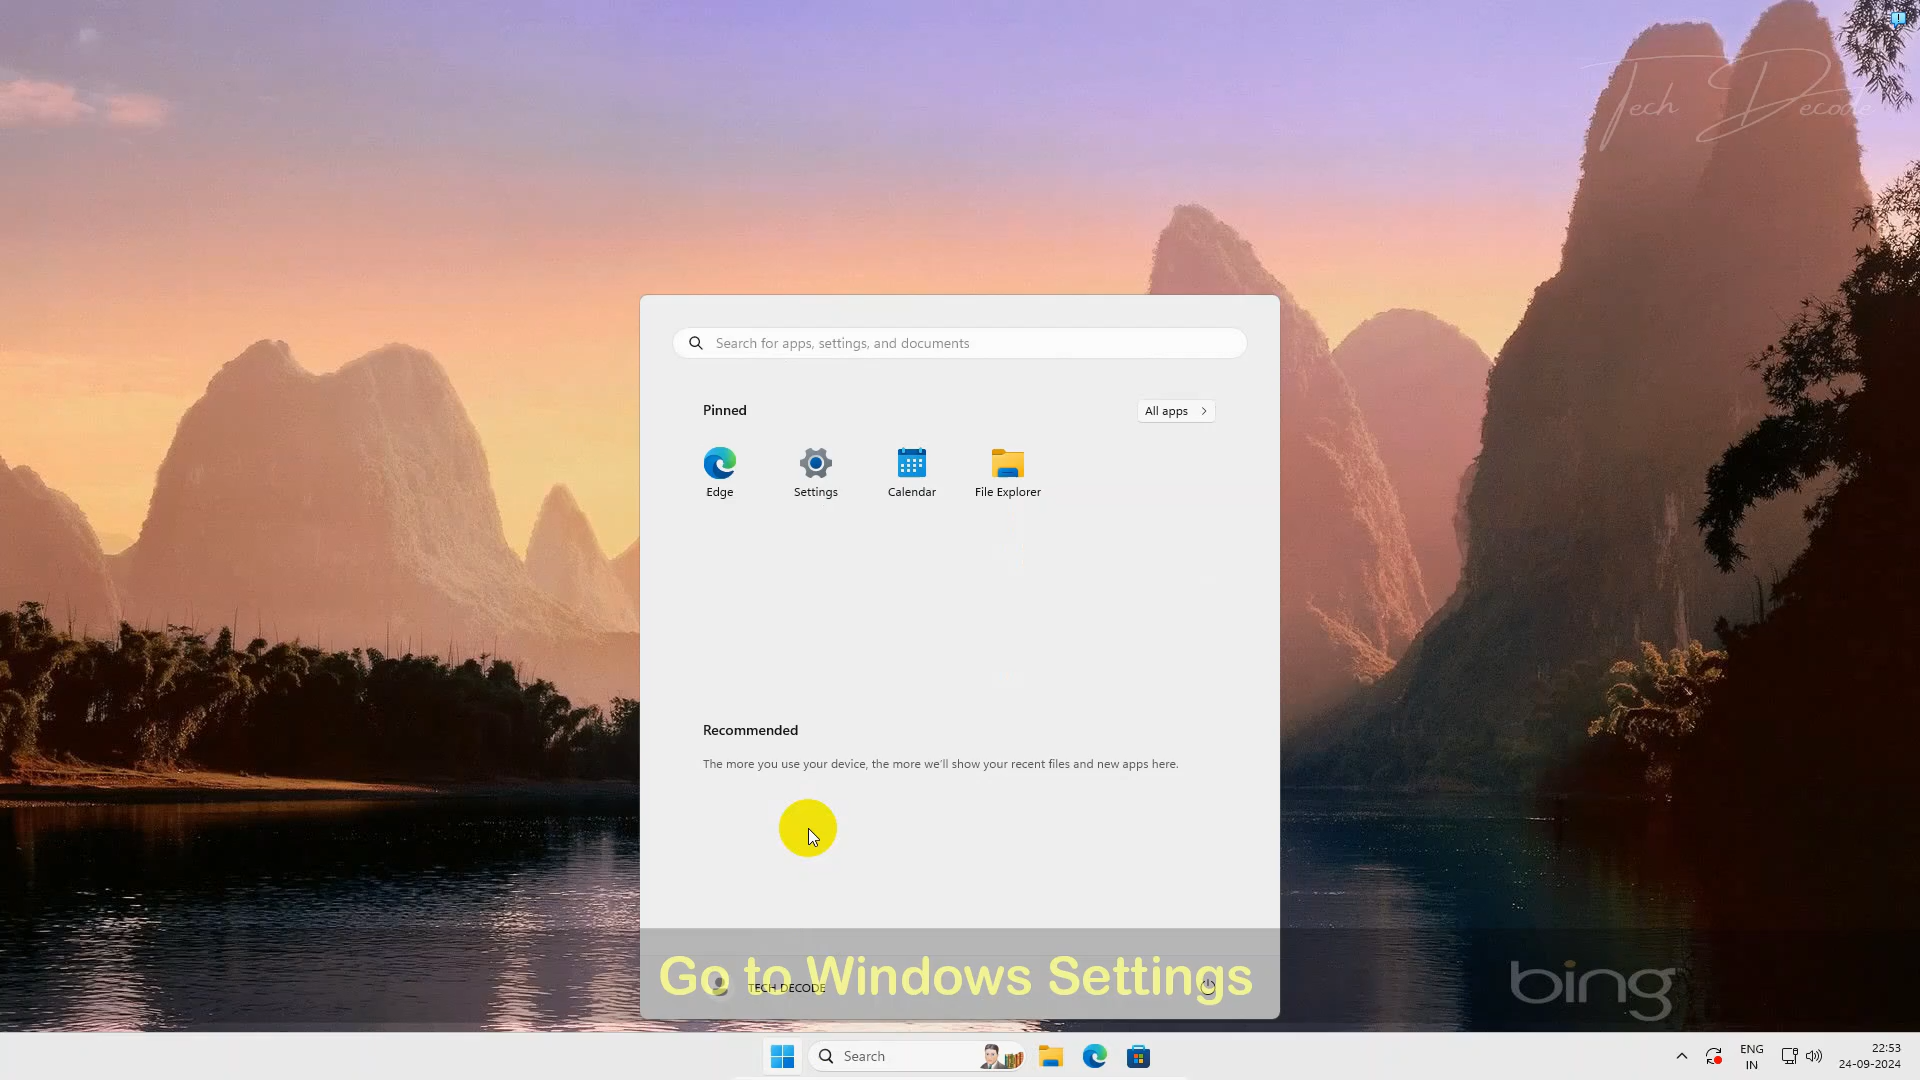 Tech Decode
Search for apps, settings, and documents
Pinned
All apps
Edge
Settings
Calendar
File Explorer
Recommended
The more you use your device, the more we'll show your recent files and new apps here.
Go to Windows Settings
TECH DECODE
bing
Search
ENG
IN
22:53
24-09-2024